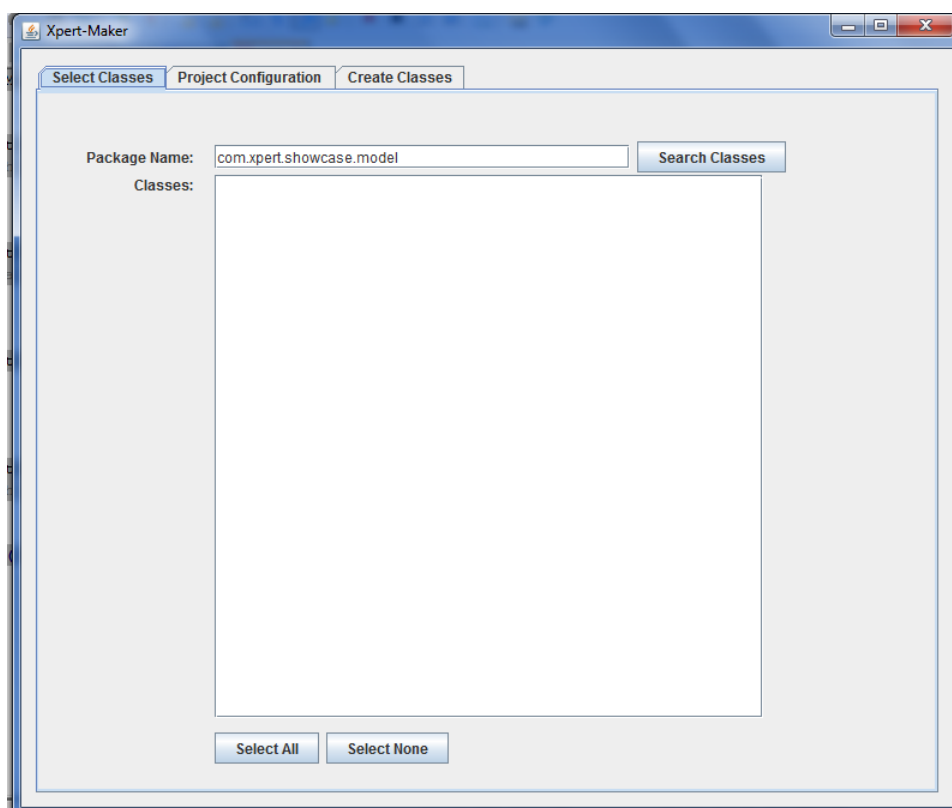 Xpert-Maker
Select Classes Project Configuration Create Classes
Package Name: com.xpert.showcase.model Search Classes
Classes:
Select All Select None